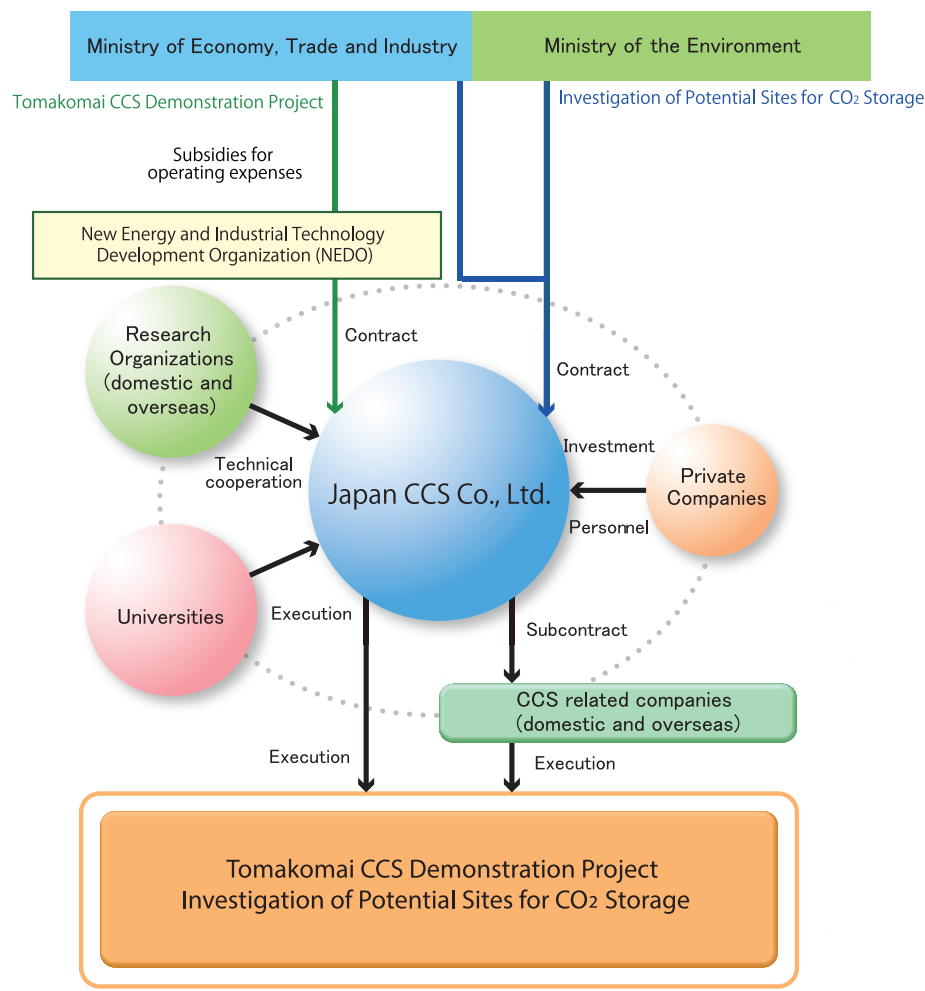 Ministry of Economy, Trade and Industry
Ministry of the Environment
Tomakomai CCS Demonstration Project
Investigation of Potential Sites for CO₂ Storage
Subsidies for
operating expenses
New Energy and Industrial Technology
Development Organization (NEDO)
Research
Organizations
(domestic and
overseas)
Contract
Contract
Technical
cooperation
Japan CCS Co., Ltd.
Investment
Personnel
Private
Companies
Universities
Execution
Subcontract
CCS related companies
(domestic and overseas)
Execution
Execution
Tomakomai CCS Demonstration Project
Investigation of Potential Sites for CO₂ Storage